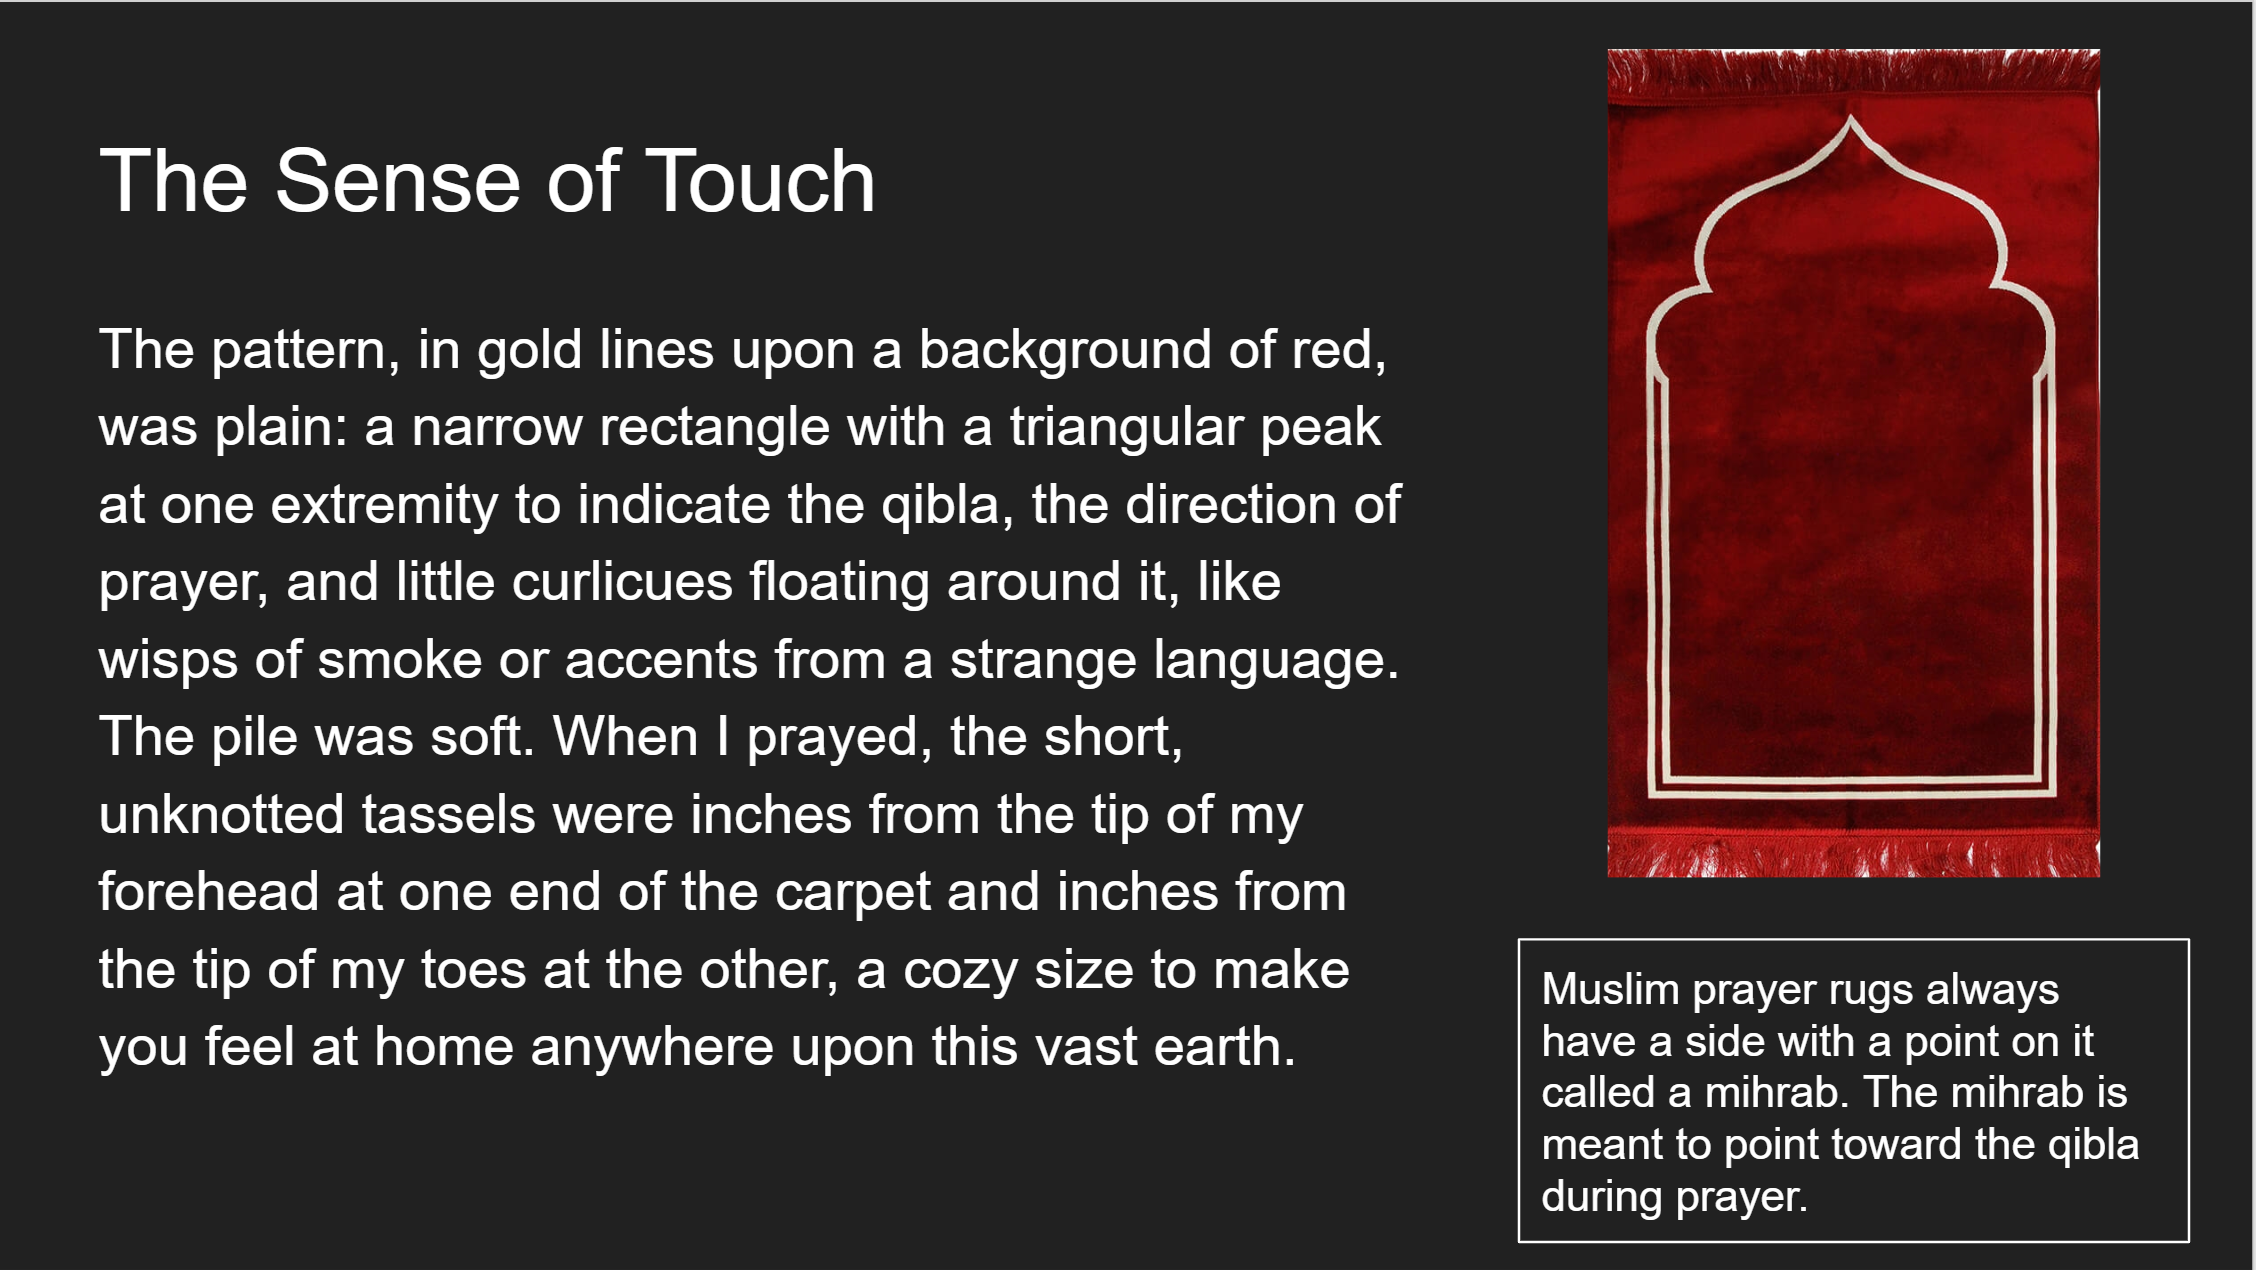 The Sense of Touch
The pattern, in gold lines upon a background of red,
was plain: a narrow rectangle with a triangular peak
at one extremity to indicate the qibla, the direction of
prayer, and little curlicues floating around it, like
wisps of smoke or accents from a strange language.
The pile was soft. When I prayed, the short,
unknotted tassels were inches from the tip of my
forehead at one end of the carpet and inches from
the tip of my toes at the other, a cozy size to make
you feel at home anywhere upon this vast earth.
Muslim prayer rugs always
have a side with a point on it
called a mihrab. The mihrab is
meant to point toward the qibla
during prayer.